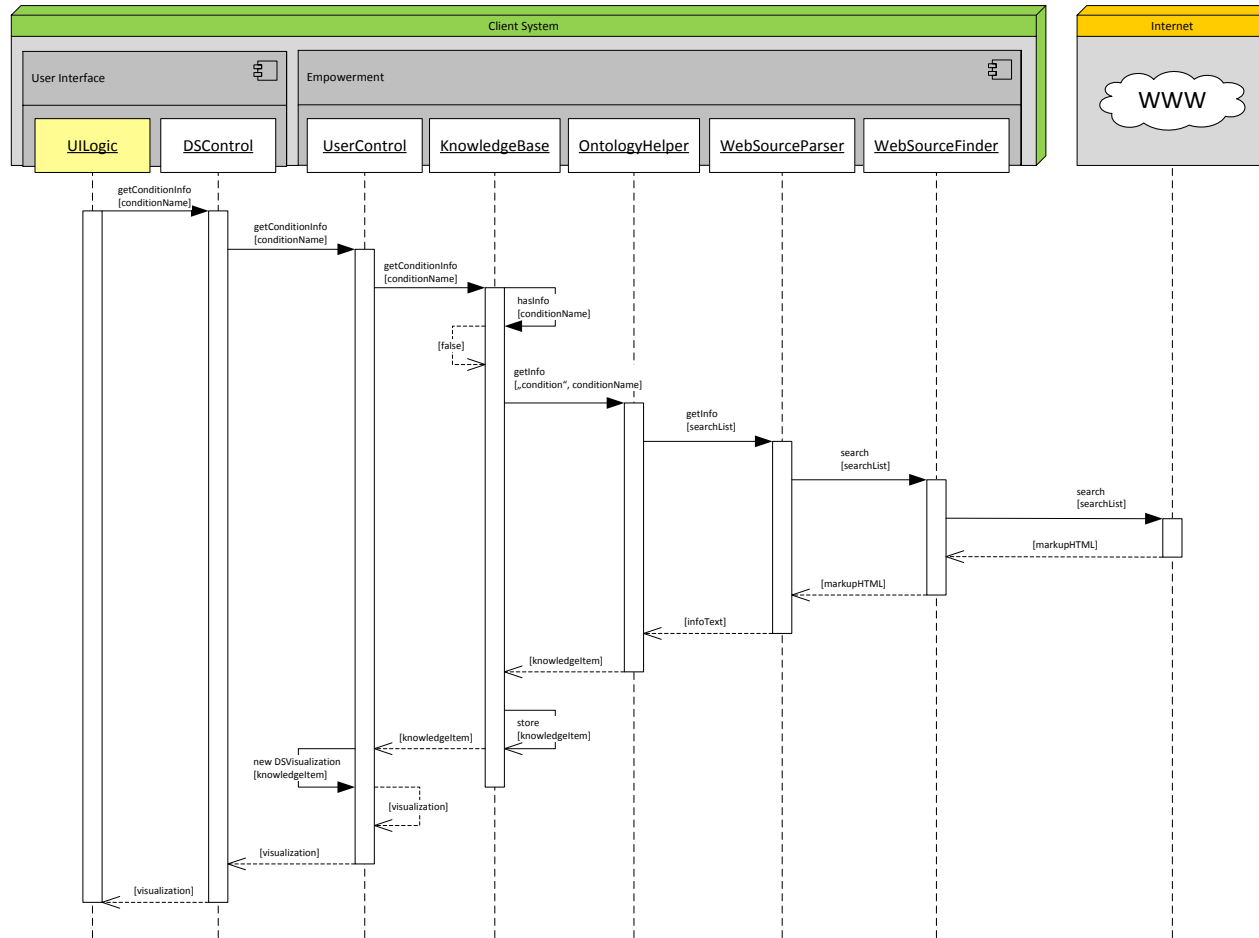 Client System
Internet
User Interface
Empowerment
WWW
UILogic
DSControl
UserControl
KnowledgeBase
OntologyHelper
WebSourceParser
WebSourceFinder
getConditionInfo
[conditionName]
getConditionInfo
[conditionName]
getConditionInfo
[conditionName]
hasInfo
[conditionName]
[false]
getInfo
[„condition“, conditionName]
getInfo
[searchList]
search
[searchList]
search
[searchList]
[markupHTML]
[markupHTML]
[infoText]
[knowledgeItem]
store
[knowledgeItem]
[knowledgeItem]
new DSVisualization
[knowledgeItem]
[visualization]
[visualization]
[visualization]